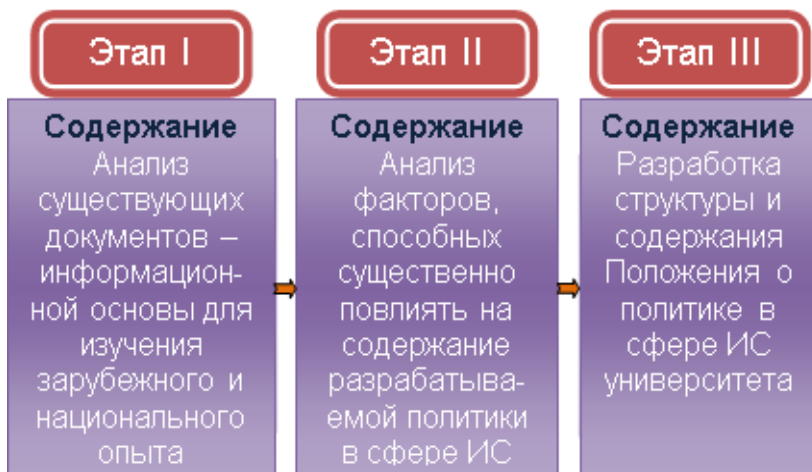 Этап I
Содержание
Анализ
существующих
документов –
информацион-
ной основы для
изучения
зарубежного и
национального
опыта
Этап II
Содержание
Анализ
факторов,
способных
существенно
повлиять на
содержание
разрабатыва-
емой политики
в сфере ИС
Этап III
Содержание
Разработка
структуры и
содержания
Положения о
политике в
сфере ИС
университета